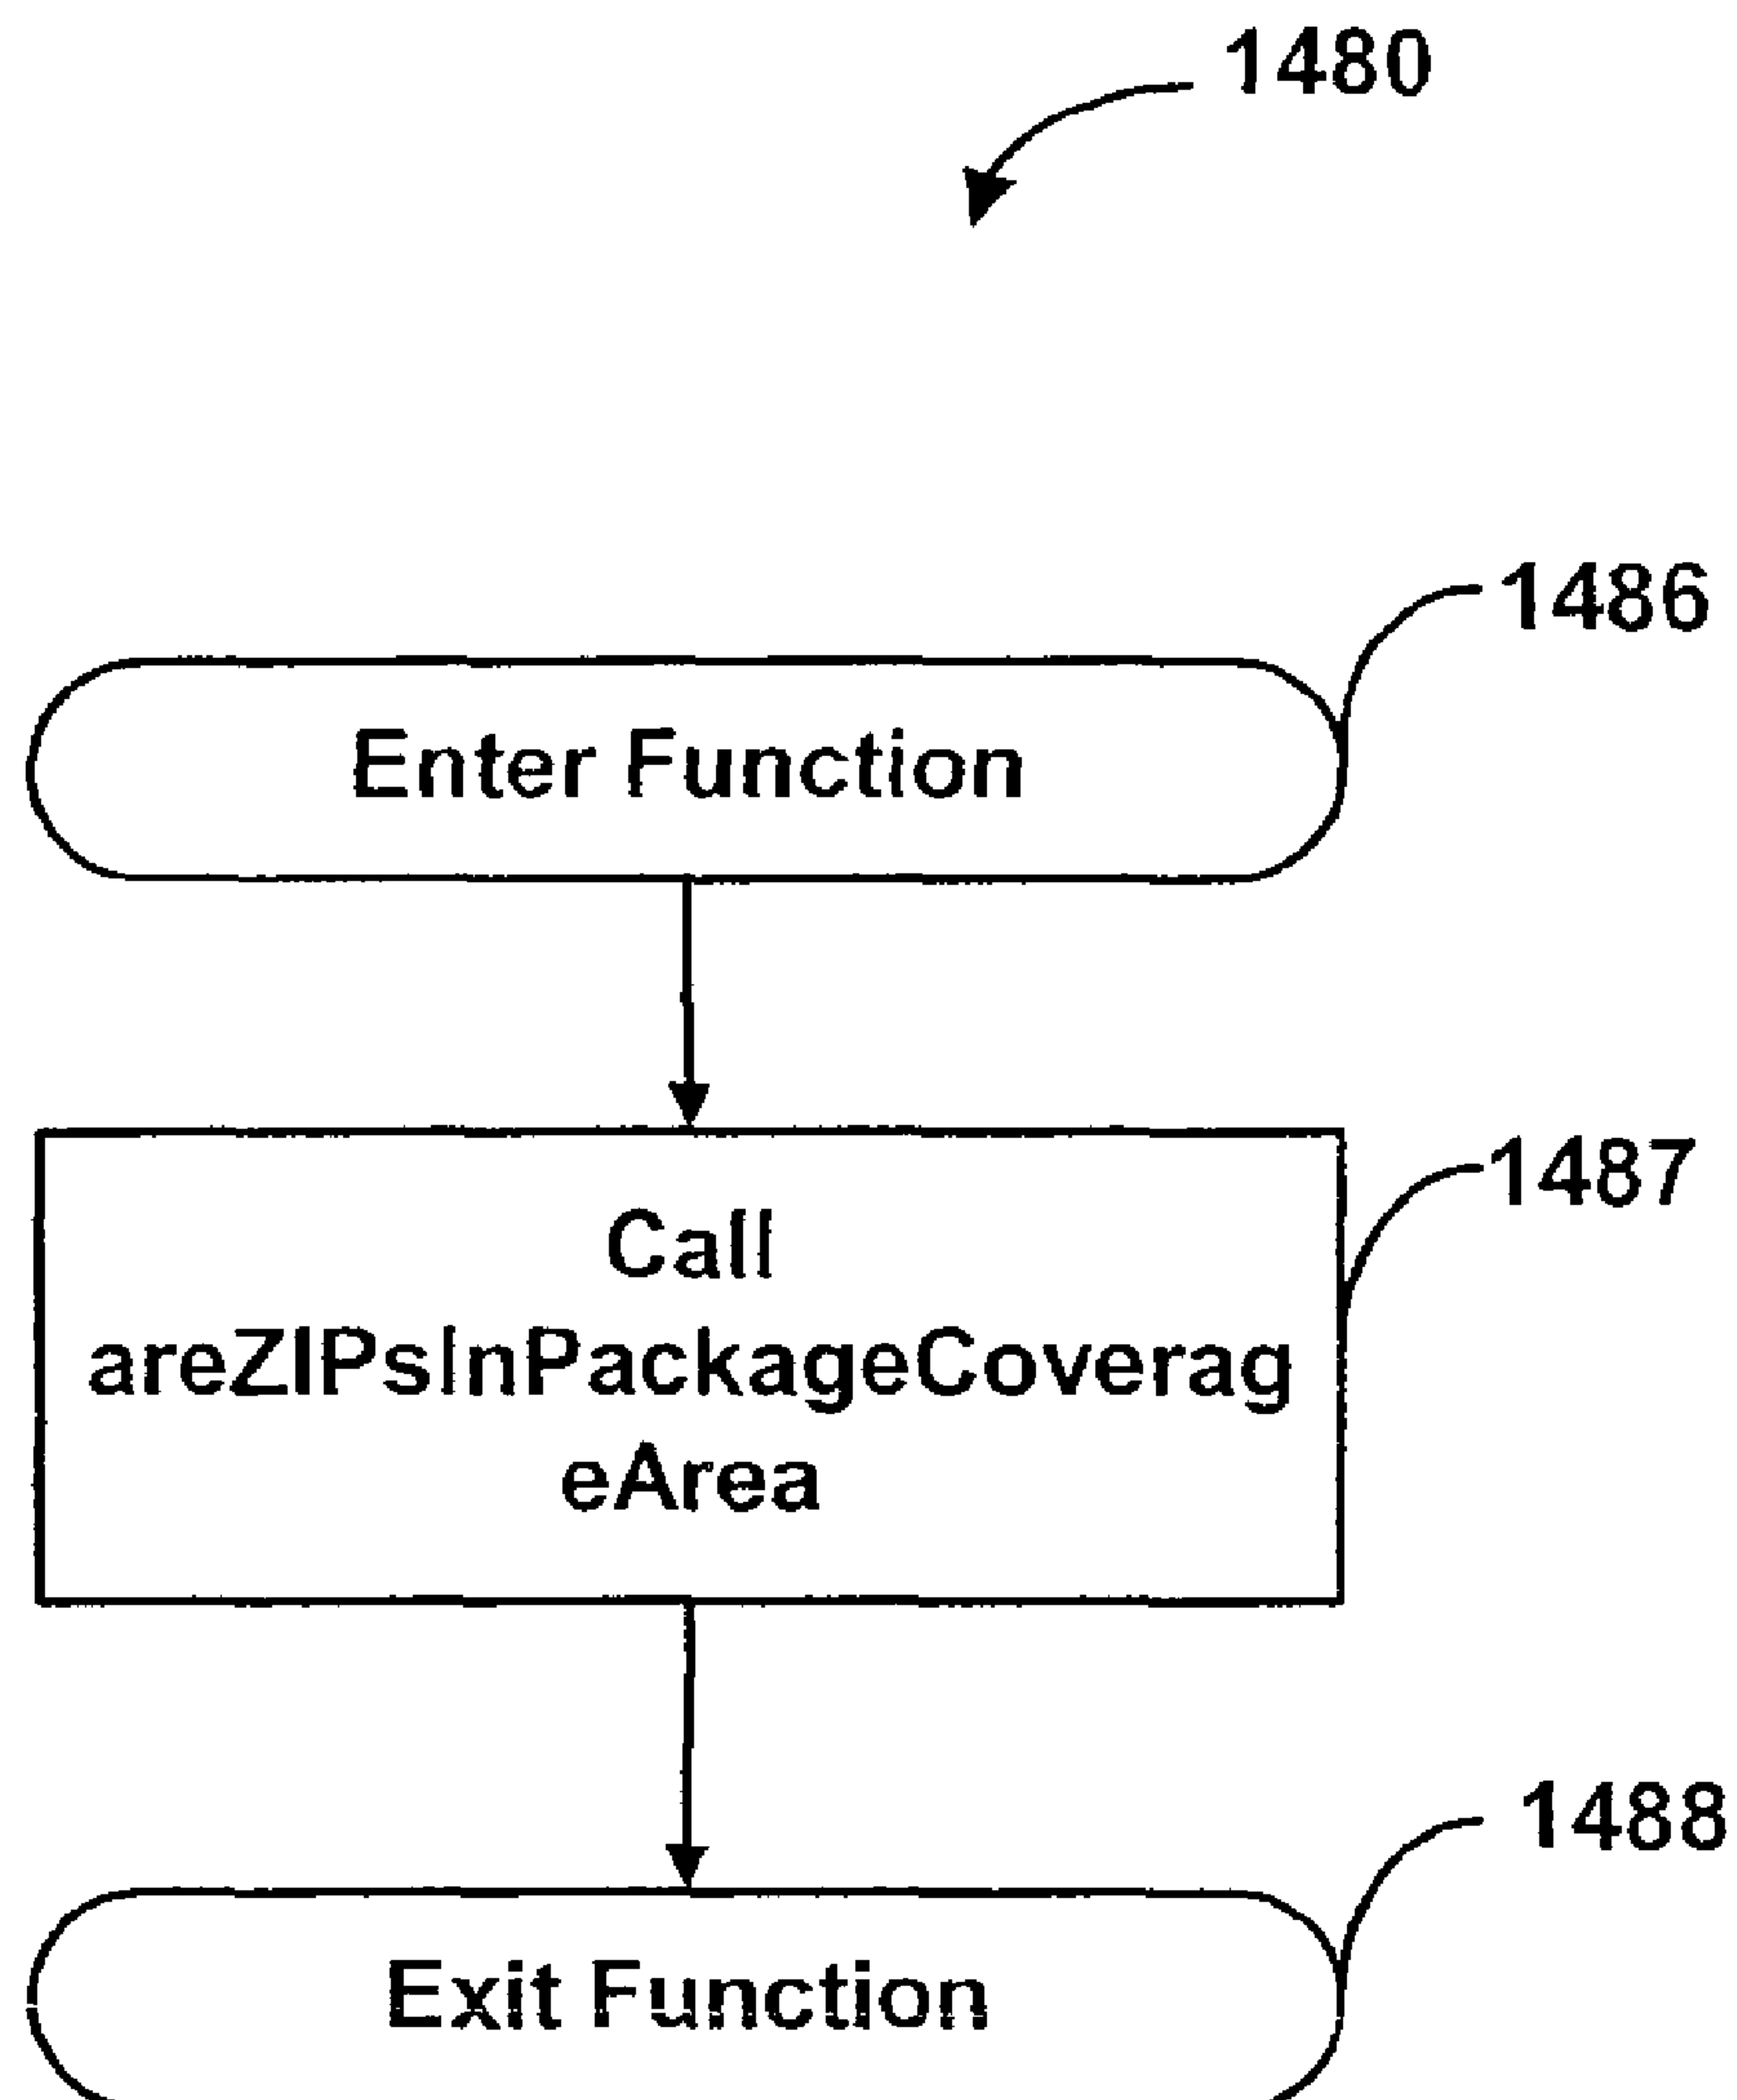 1480
1486
Enter Function
1487
Call
areZIPsInPackageCoverag
eArea
1488
Exit Function